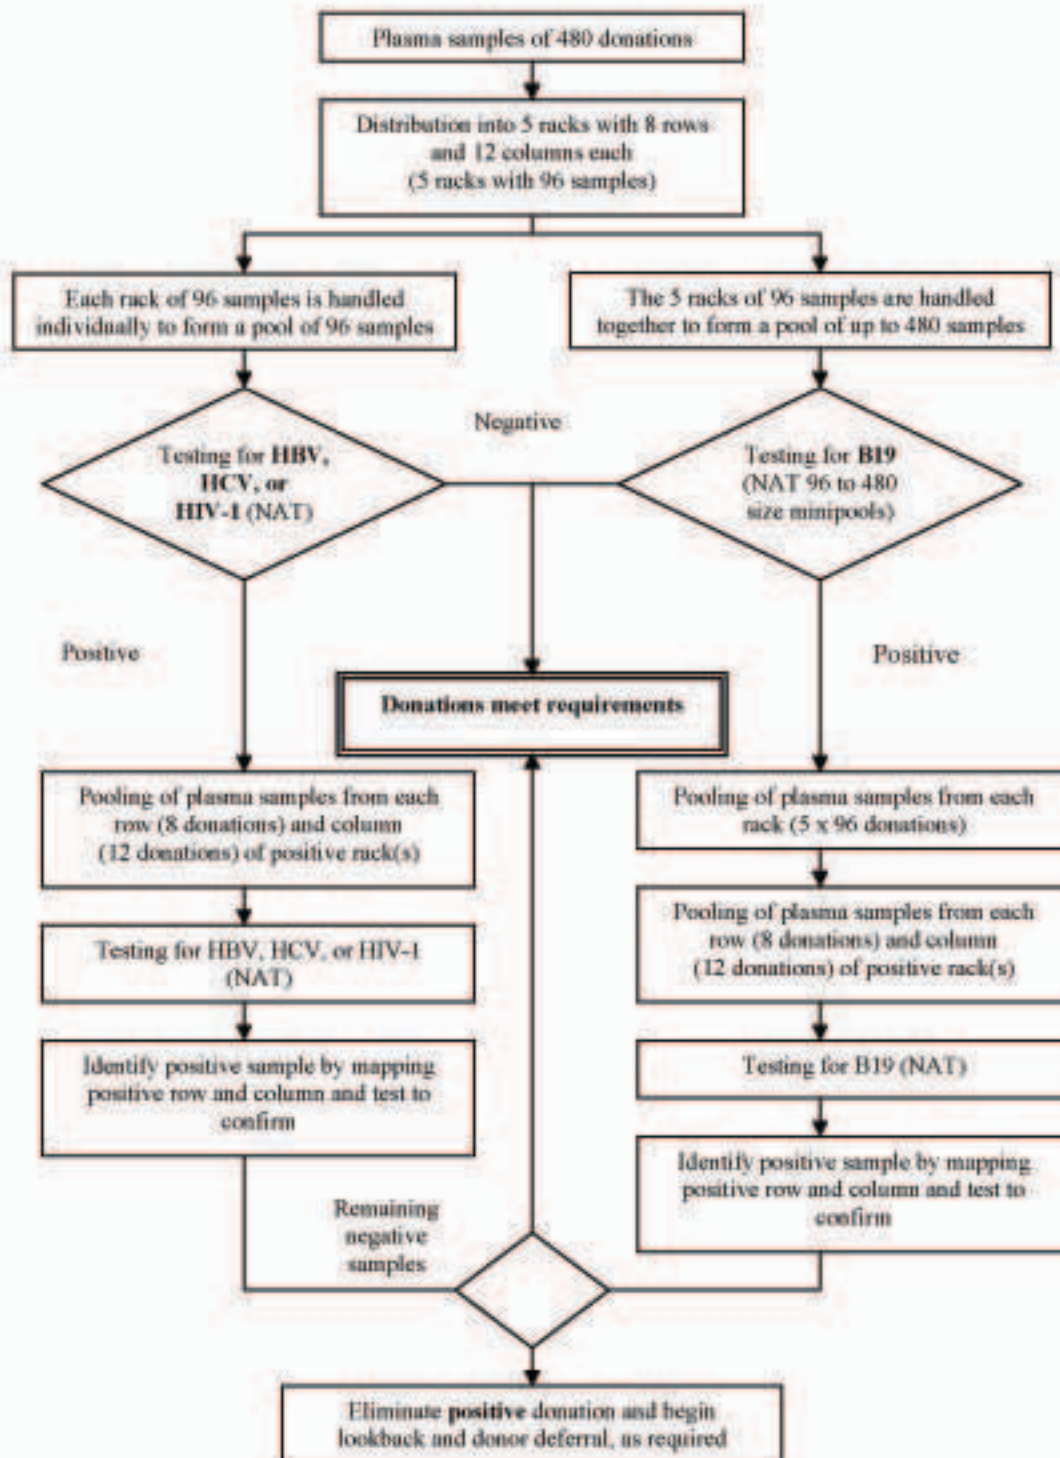 Plasma samples of 480 donations
Distribution into 5 racks with 8 rows
and 12 columns each
(5 racks with 96 samples)
Each rack of 96 samples is handled
individually to form a pool of 96 samples
The 5 racks of 96 samples are handled
together to form a pool of up to 480 samples
Negative
Testing for HBV,
HCV, or
HIV-1 (NAT)
Testing for B19
(NAT 96 to 480
size minipools)
Positive
Positive
Donations meet requirements
Pooling of plasma samples from each
row (8 donations) and column
(12 donations) of positive rack(s)
Testing for HBV, HCV, or HIV-1
(NAT)
Identify positive sample by mapping
positive row and column and test to
confirm
Pooling of plasma samples from each
rack (5 x 96 donations)
Pooling of plasma samples from each
row (8 donations) and column
(12 donations) of positive rack(s)
Testing for B19 (NAT)
Identify positive sample by mapping
positive row and column and test to
confirm
Remaining
negative
samples
Eliminate positive donation and begin
lookback and donor deferral, as required